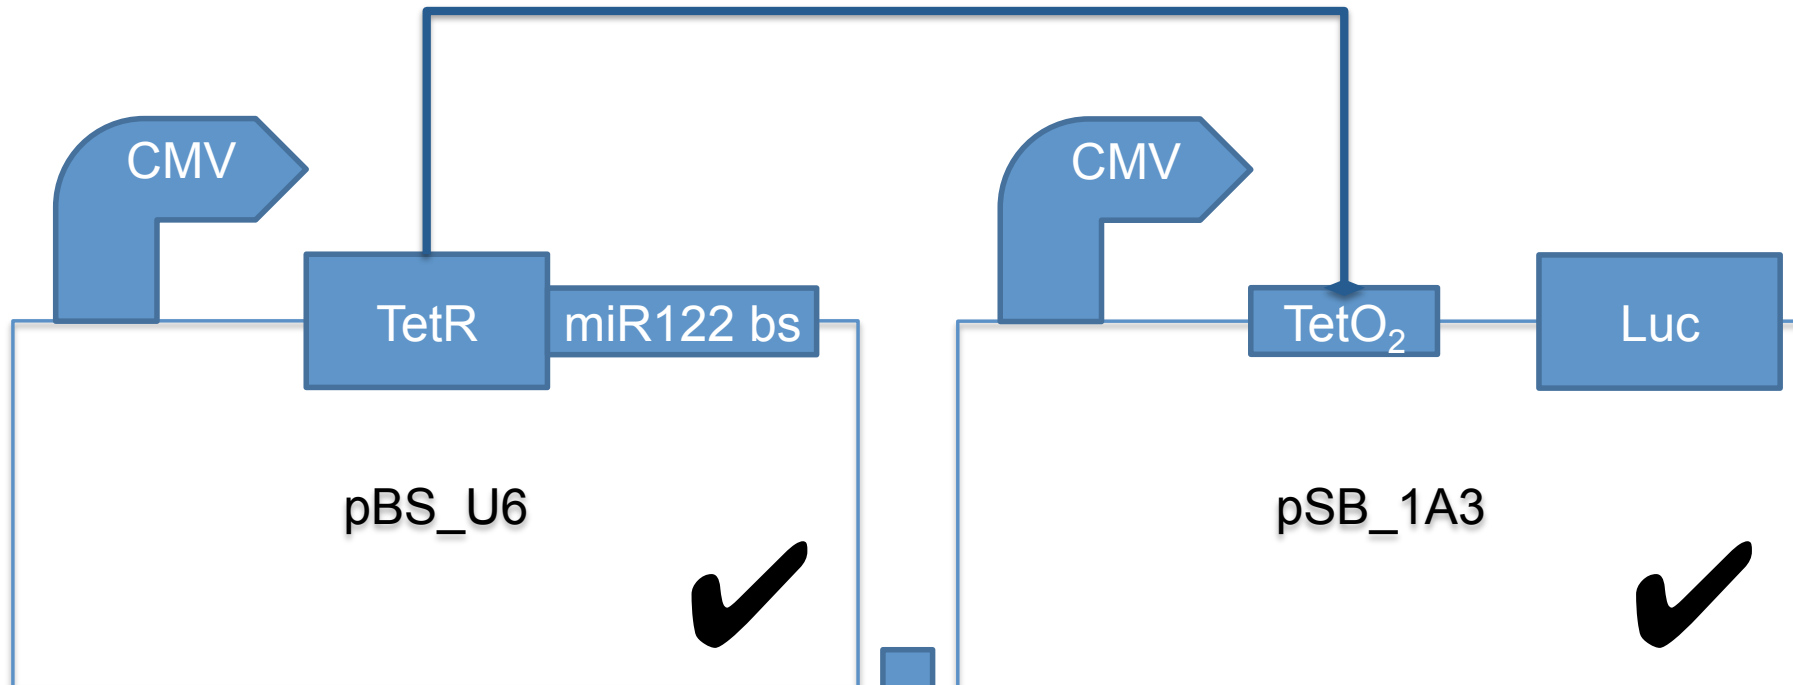 CMV
CMV
TetR
miR122 bs
TetO₂
Luc
pBS_U6
pSB_1A3